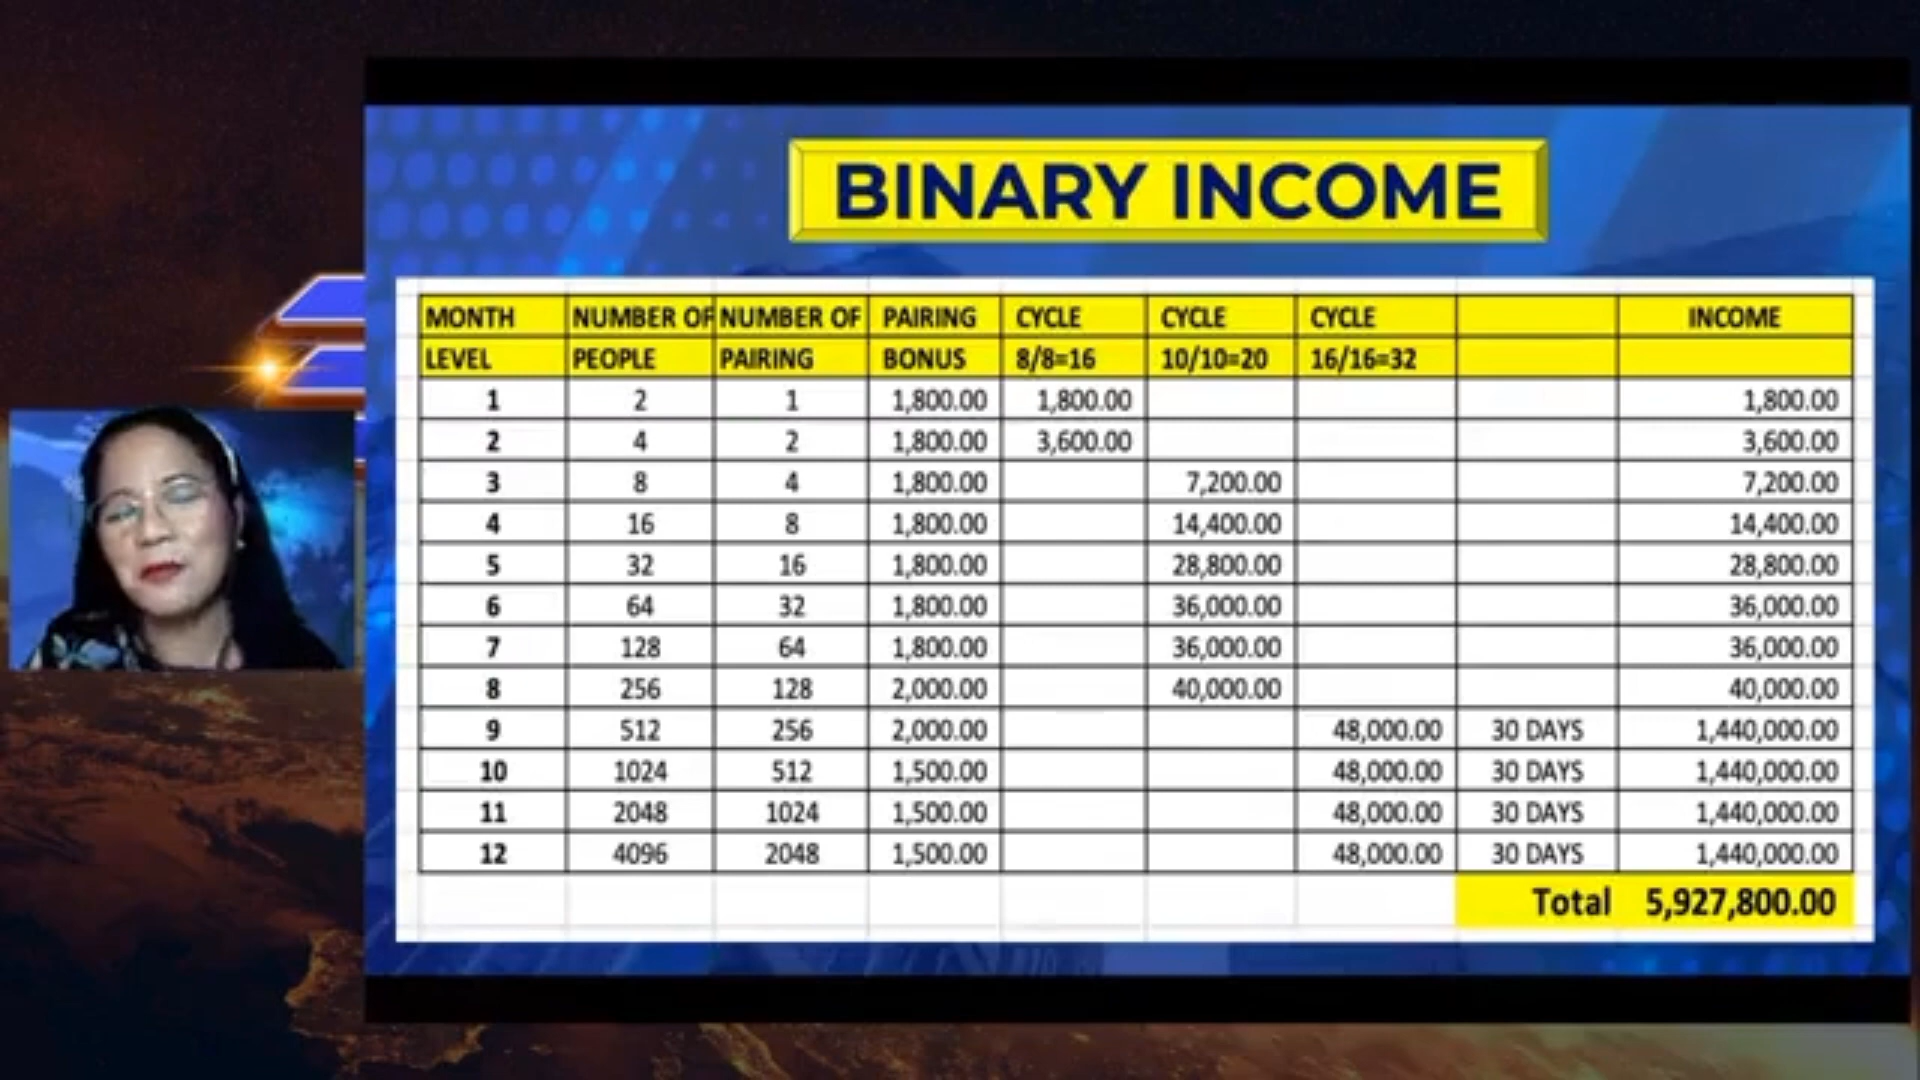 BINARY INCOME
MONTH NUMBER OF NUMBER OF PAIRING CYCLE CYCLE CYCLE INCOME
LEVEL PEOPLE PAIRING BONUS 8/8=16 10/10=20 16/16=32
1 2 1 1,800.00 1,800.00 1,800.00
2 4 2 1,800.00 3,600.00 3,600.00
3 8 4 1,800.00 7,200.00 7,200.00
4 16 8 1,800.00 14,400.00 14,400.00
5 32 16 1,800.00 28,800.00 28,800.00
6 64 32 1,800.00 36,000.00 36,000.00
7 128 64 1,800.00 36,000.00 36,000.00
8 256 128 2,000.00 40,000.00 40,000.00
9 512 256 2,000.00 48,000.00 30 DAYS 1,440,000.00
10 1024 512 1,500.00 48,000.00 30 DAYS 1,440,000.00
11 2048 1024 1,500.00 48,000.00 30 DAYS 1,440,000.00
12 4096 2048 1,500.00 48,000.00 30 DAYS 1,440,000.00
Total 5,927,800.00